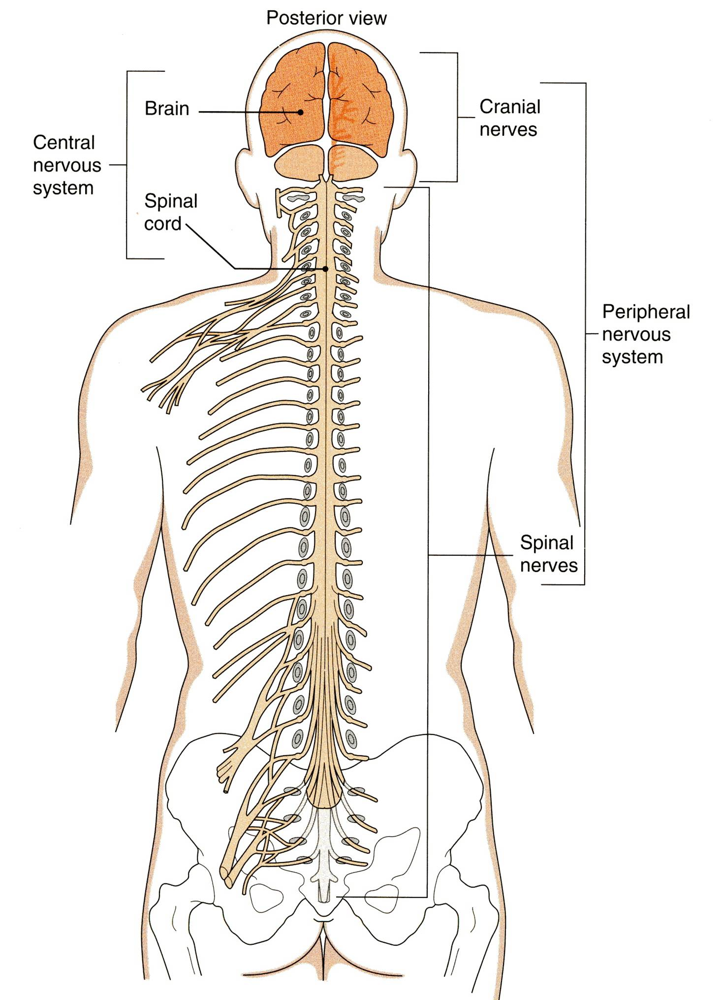 Posterior view
Brain
Central
nervous
system
Spinal
cord
Cranial
nerves
Peripheral
nervous
system
Spinal
nerves